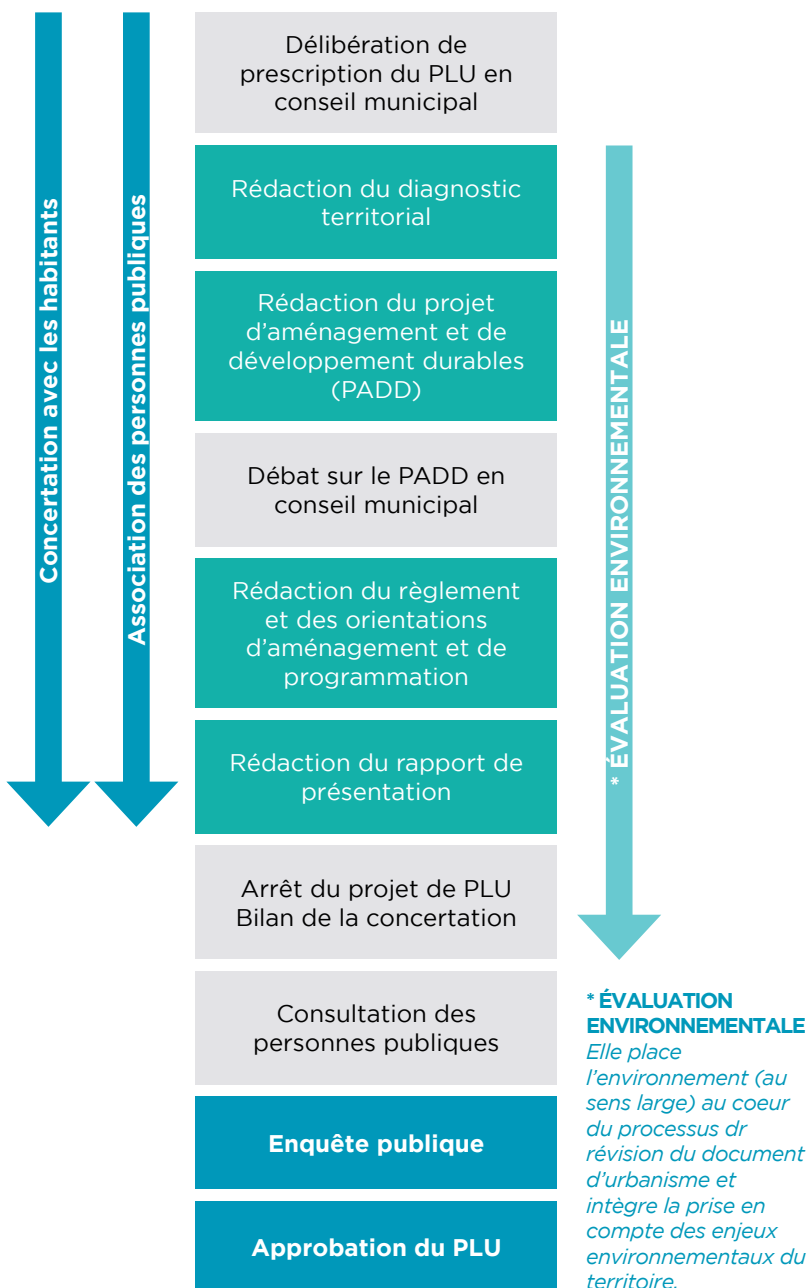 Concertation avec les habitants
Association des personnes publiques
Délibération de
prescription du PLU en
conseil municipal
Rédaction du diagnostic
territorial
Rédaction du projet
d’aménagement et de
développement durables
(PADD)
Débat sur le PADD en
conseil municipal
Rédaction du règlement
et des orientations
d’aménagement et de
programmation
Rédaction du rapport de
présentation
Arrêt du projet de PLU
Bilan de la concertation
Consultation des
personnes publiques
Enquête publique
Approbation du PLU
* ÉVALUATION ENVIRONNEMENTALE
* ÉVALUATION
ENVIRONNEMENTALE
Elle place
l’environnement (au
sens large) au coeur
du processus dr
révision du document
d’urbanisme et
intègre la prise en
compte des enjeux
environnementaux du
territoire.